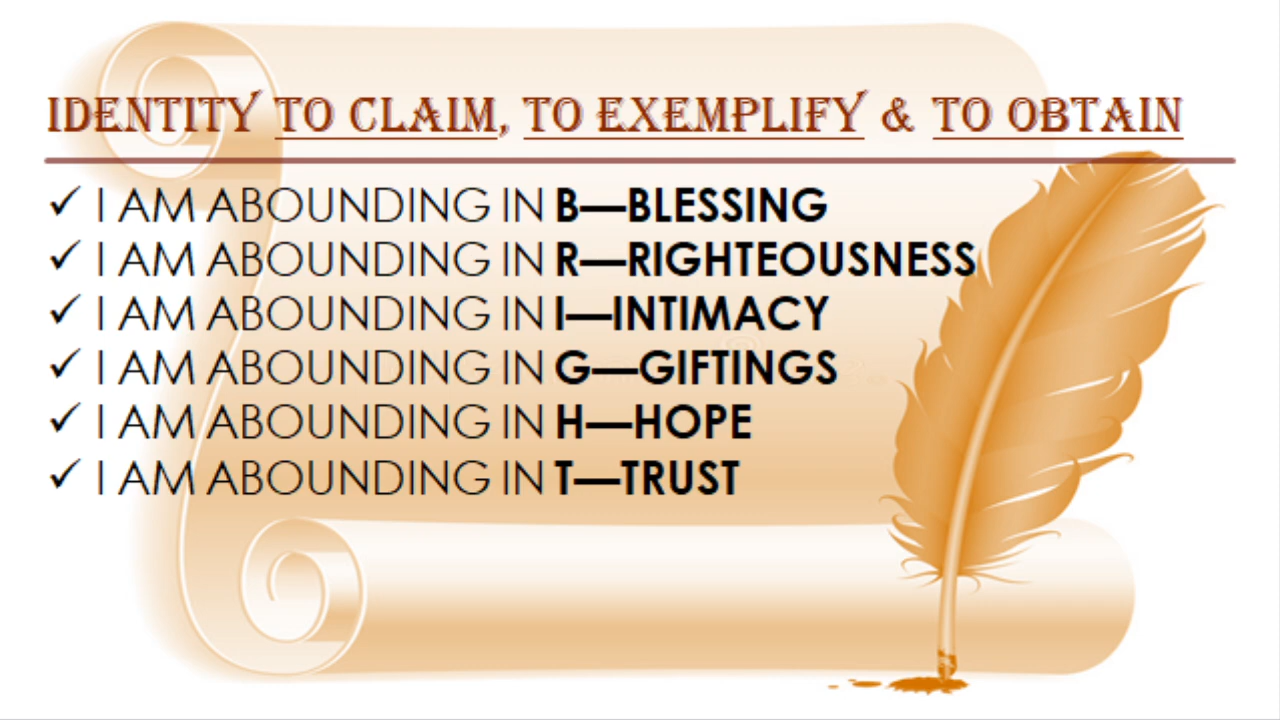 IDENTITY TO CLAIM, TO EXEMPLIFY & TO OBTAIN
✓ I AM ABOUNDING IN B—BLESSING
✓ I AM ABOUNDING IN R—RIGHTEOUSNESS
✓ I AM ABOUNDING IN I—INTIMACY
✓ I AM ABOUNDING IN G—GIFTINGS
✓ I AM ABOUNDING IN H—HOPE
✓ I AM ABOUNDING IN T—TRUST